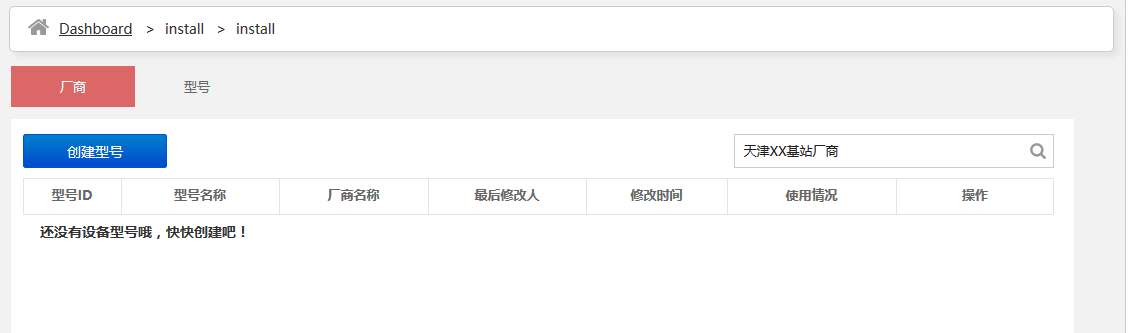 Dashboard > install > install
厂商 型号
创建型号 天津XX基站厂商
型号ID 型号名称 厂商名称 最后修改人 修改时间 使用情况 操作
还没有设备型号哦，快快创建吧！